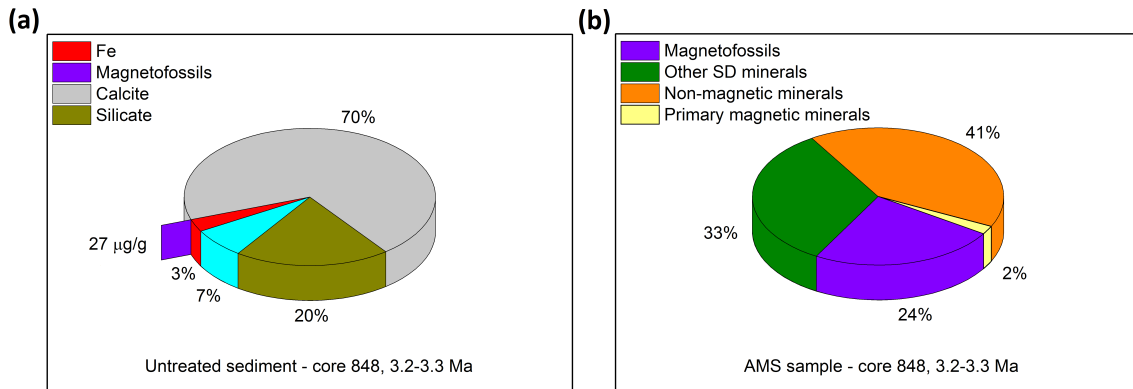 (a)
Fe
Magnetofossils
Calcite
Silicate
70%
27 μg/g
3%
7%
20%
Untreated sediment - core 848, 3.2-3.3 Ma
(b)
Magnetofossils
Other SD minerals
Non-magnetic minerals
Primary magnetic minerals
41%
33%
2%
24%
AMS sample - core 848, 3.2-3.3 Ma